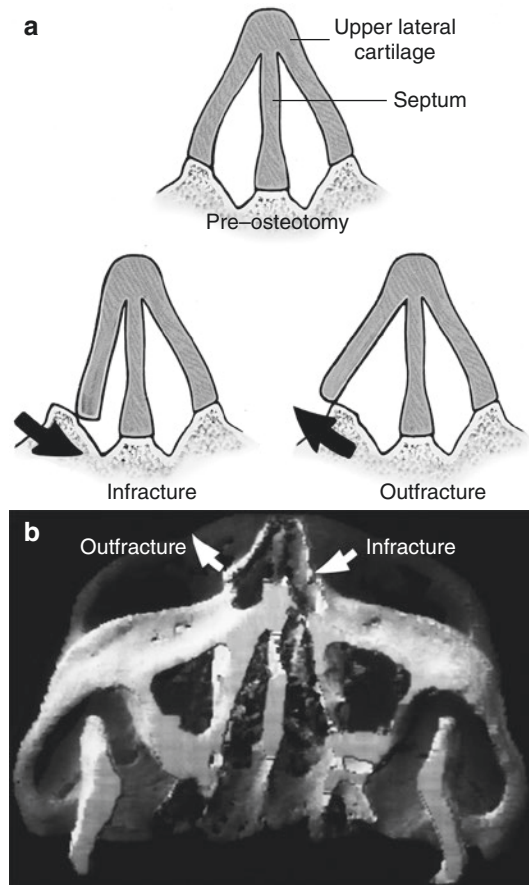 a
Upper lateral
cartilage
Septum
Pre–osteotomy
Infracture
Outfracture
b
Outfracture
Infracture